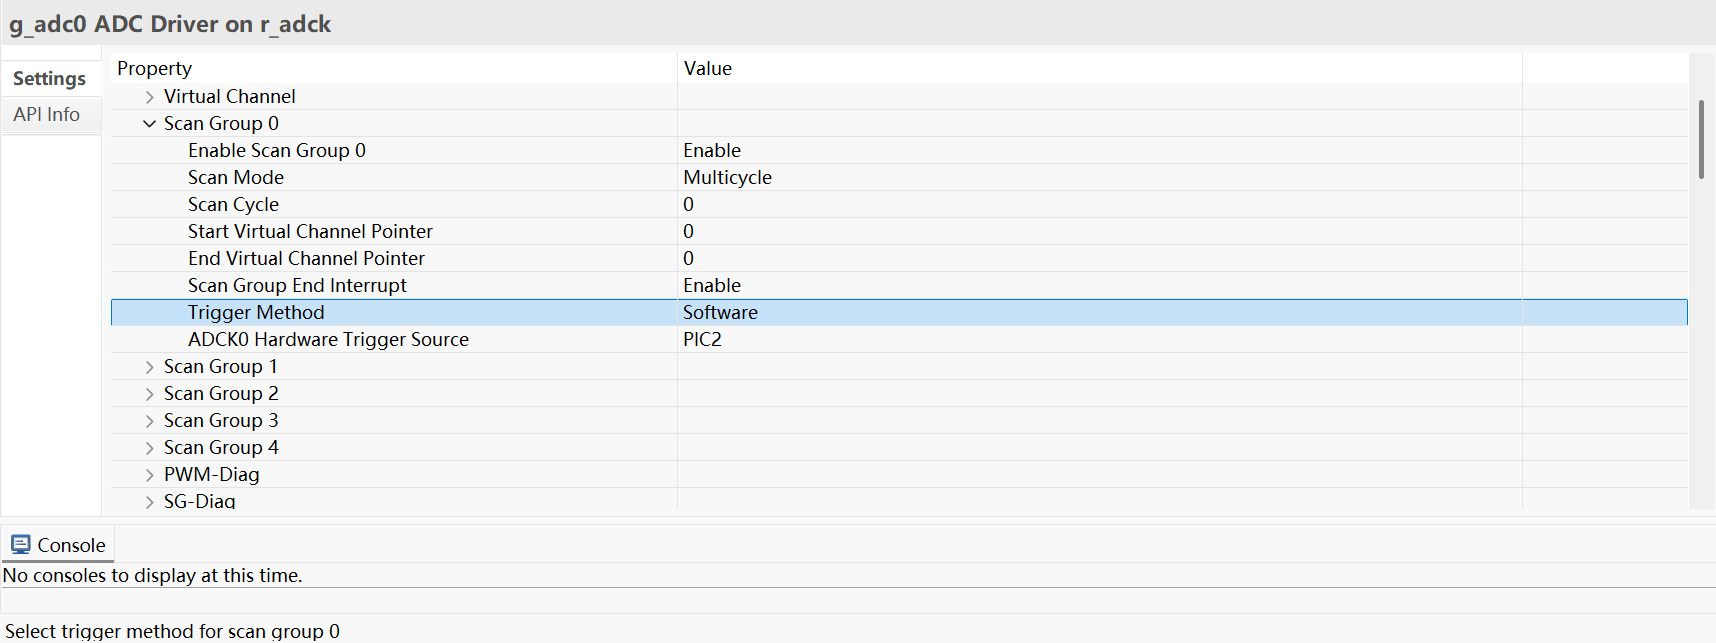 g_adc0 ADC Driver on r_adck
Settings
API Info
Property Value
Virtual Channel
Scan Group 0
Enable Scan Group 0 Enable
Scan Mode Multicycle
Scan Cycle 0
Start Virtual Channel Pointer 0
End Virtual Channel Pointer 0
Scan Group End Interrupt Enable
Trigger Method Software
ADCK0 Hardware Trigger Source PIC2
Scan Group 1
Scan Group 2
Scan Group 3
Scan Group 4
PWM-Diag
SG-Diag
Console
No consoles to display at this time.
Select trigger method for scan group 0